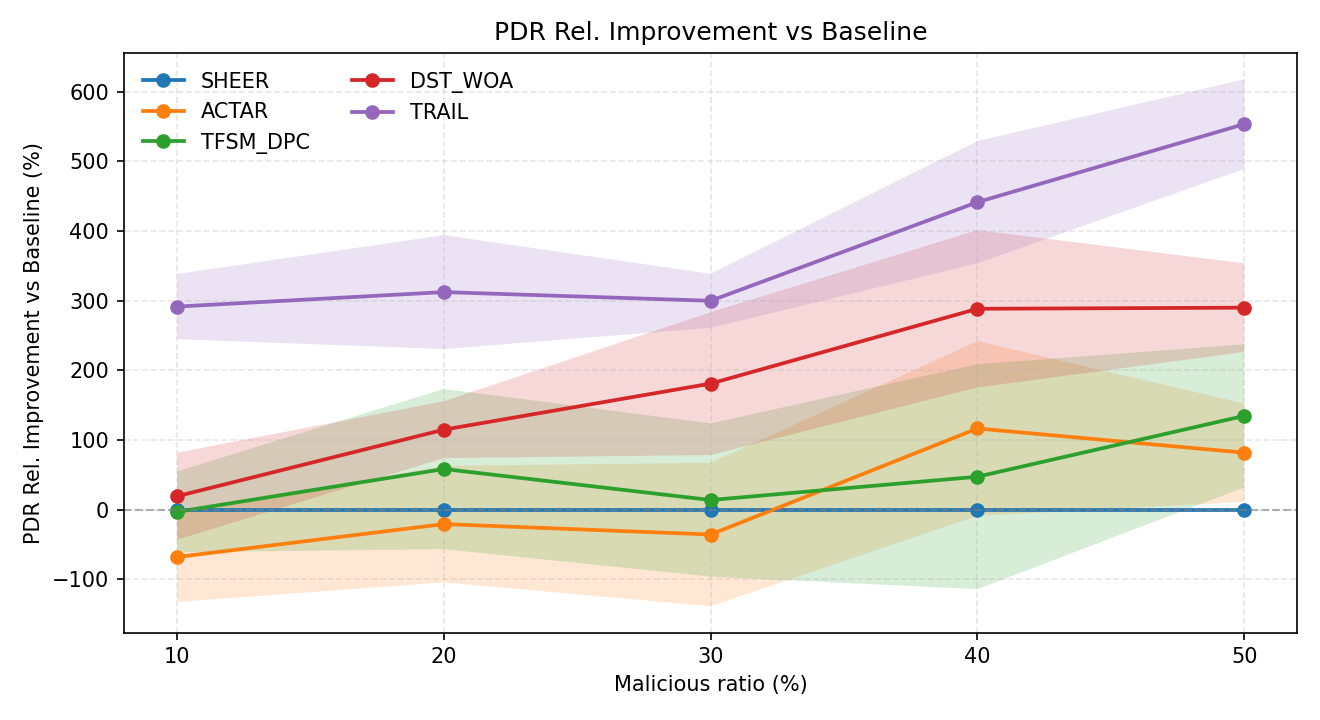 PDR Rel. Improvement vs Baseline
PDR Rel. Improvement vs Baseline (%)
600
500
400
300
200
100
0
−100
SHEER
ACTAR
TFSM_DPC
DST_WOA
TRAIL
10
20
30
40
50
Malicious ratio (%)